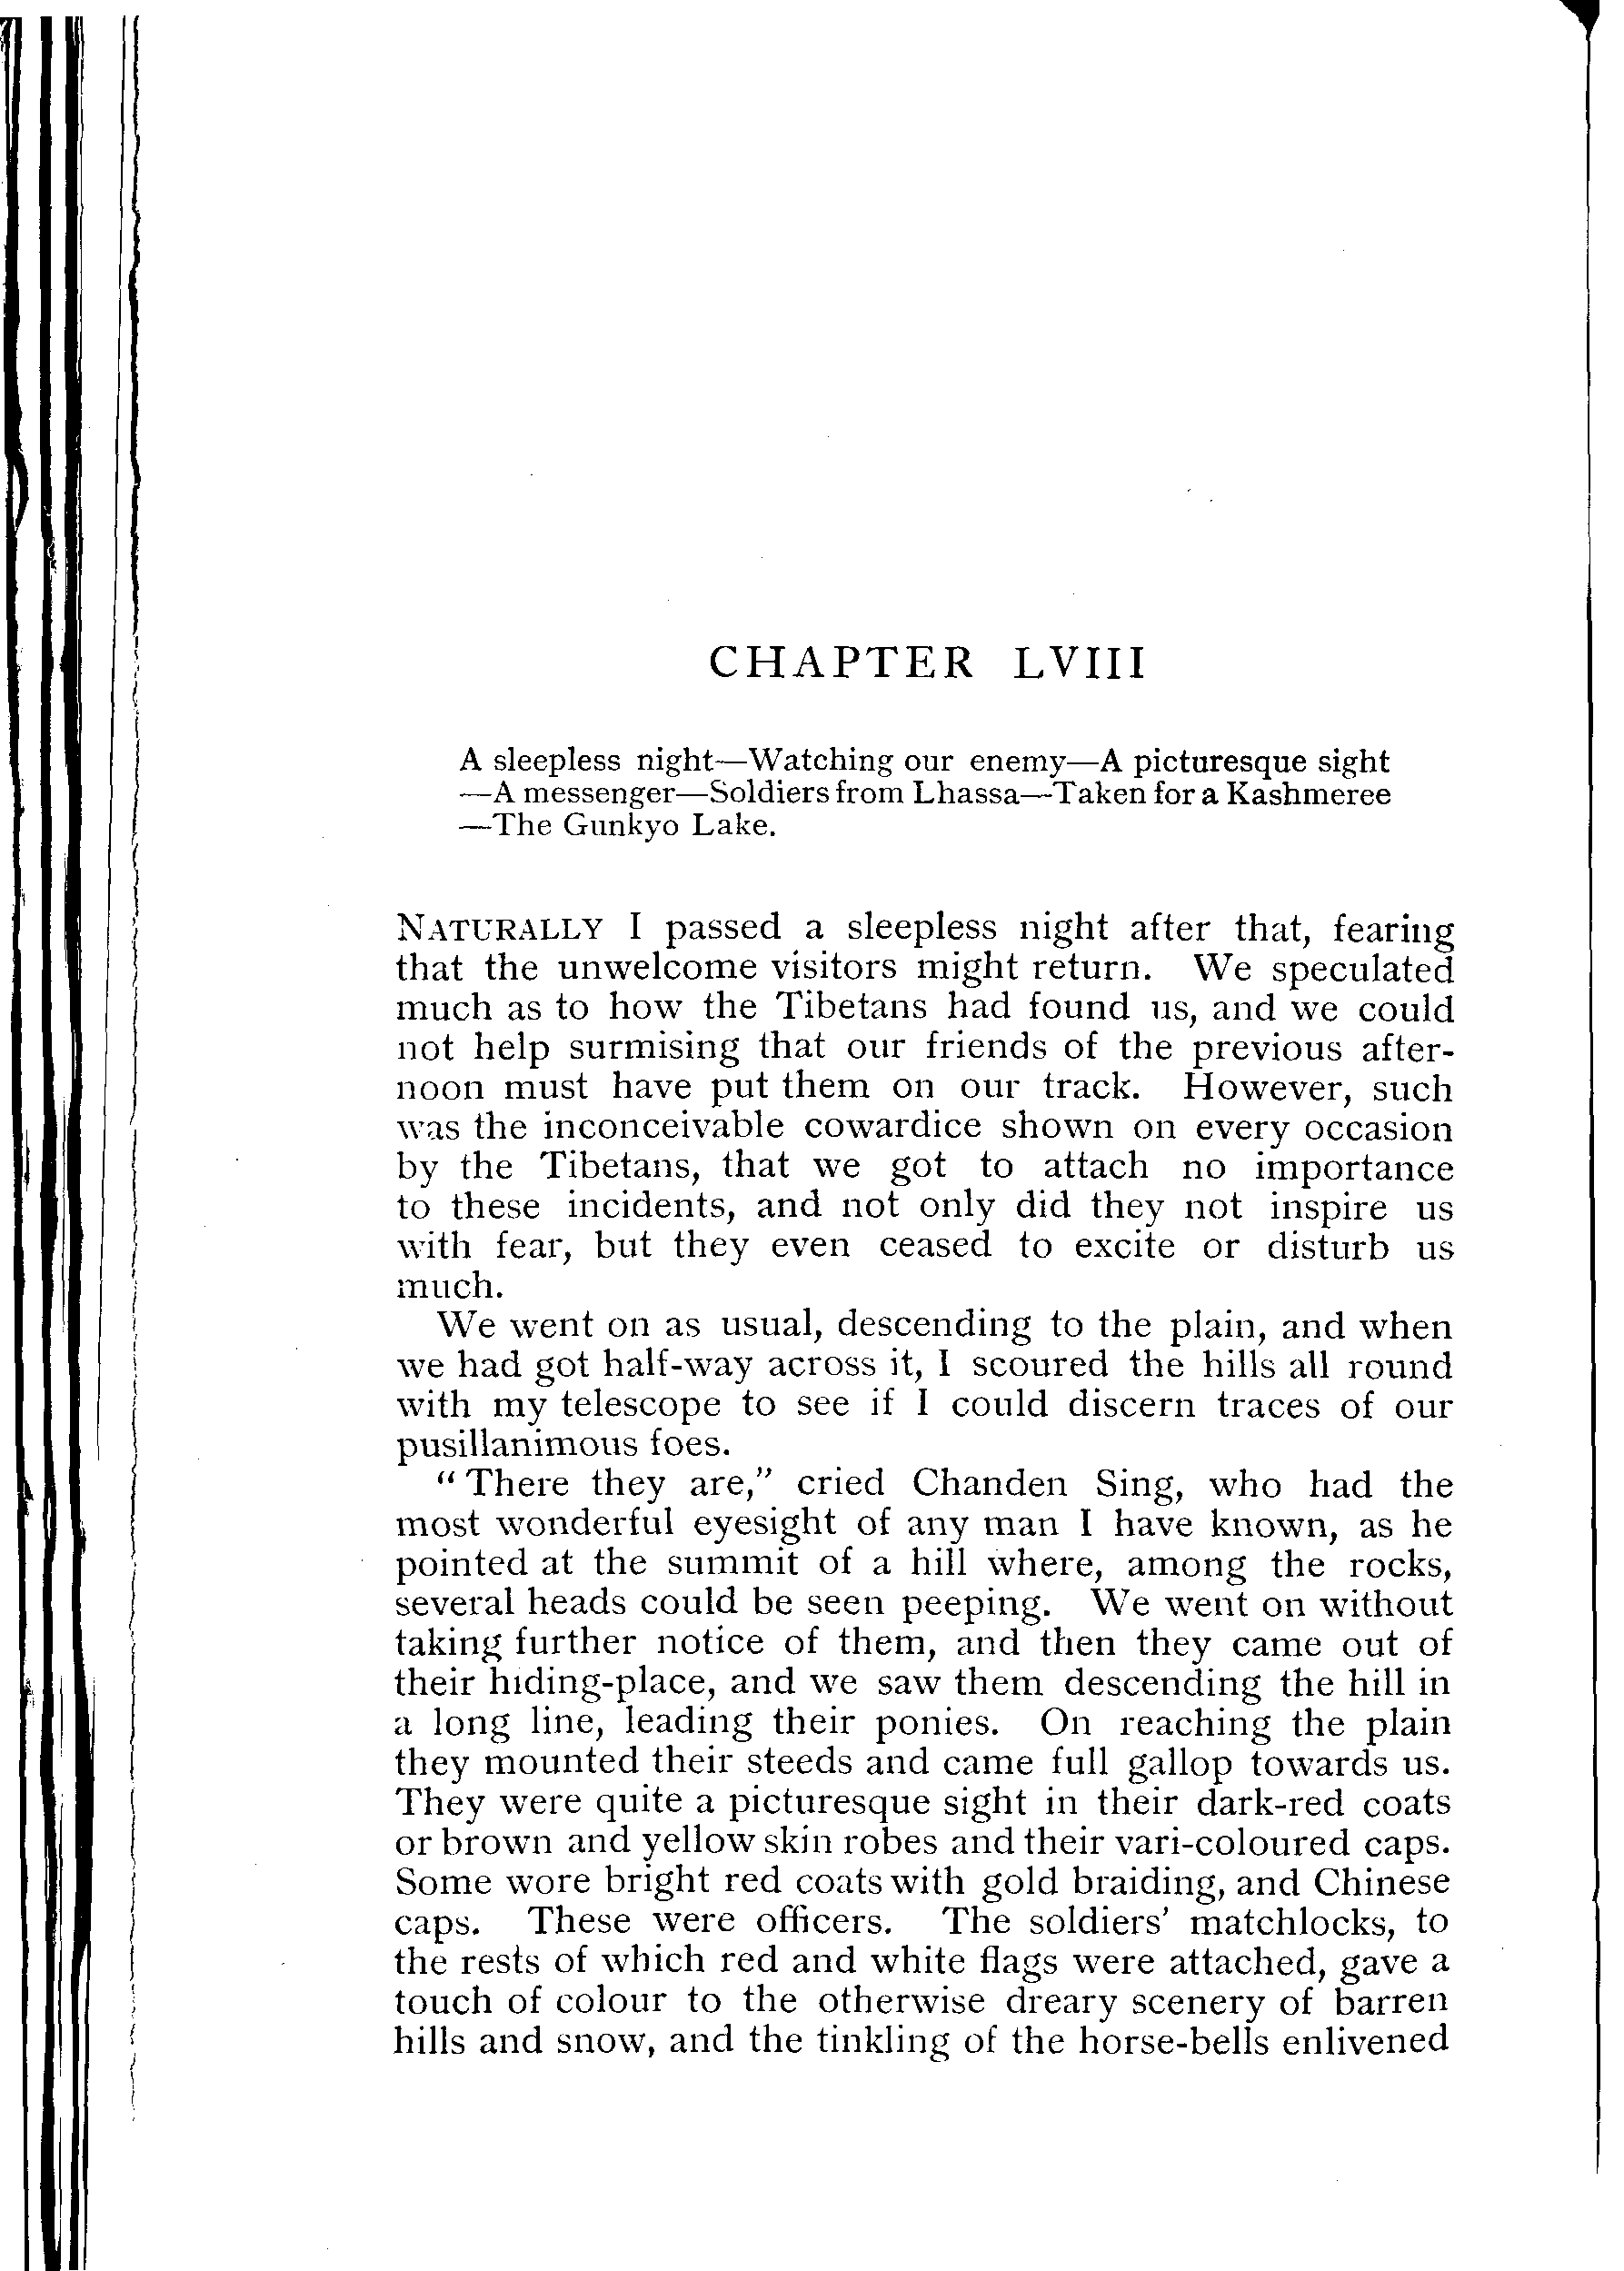 CHAPTER LVIII
A sleepless night—Watching our enemy—A picturesque sight
—A messenger—Soldiers from Lhassa—Taken for a Kashmeree
—The Gunkyo Lake.
NATURALLY I passed a sleepless night after that, fearing
that the unwelcome visitors might return. We speculated
much as to how the Tibetans had found us, and we could
not help surmising that our friends of the previous after-
noon must have put them on our track. However, such
was the inconceivable cowardice shown on every occasion
by the Tibetans, that we got to attach no importance
to these incidents, and not only did they not inspire us
with fear, but they even ceased to excite or disturb us
much.
We went on as usual, descending to the plain, and when
we had got half-way across it, I scoured the hills all round
with my telescope to see if I could discern traces of our
pusillanimous foes.
“There they are,” cried Chanden Sing, who had the
most wonderful eyesight of any man I have known, as he
pointed at the summit of a hill where, among the rocks,
several heads could be seen peeping. We went on without
taking further notice of them, and then they came out of
their hiding-place, and we saw them descending the hill in
a long line, leading their ponies. On reaching the plain
they mounted their steeds and came full gallop towards us.
They were quite a picturesque sight in their dark-red coats
or brown and yellow skin robes and their vari-coloured caps.
Some wore bright red coats with gold braiding, and Chinese
caps. These were officers. The soldiers' matchlocks, to
the rests of which red and white flags were attached, gave a
touch of colour to the otherwise dreary scenery of barren
hills and snow, and the tinkling of the horse-bells enlivened